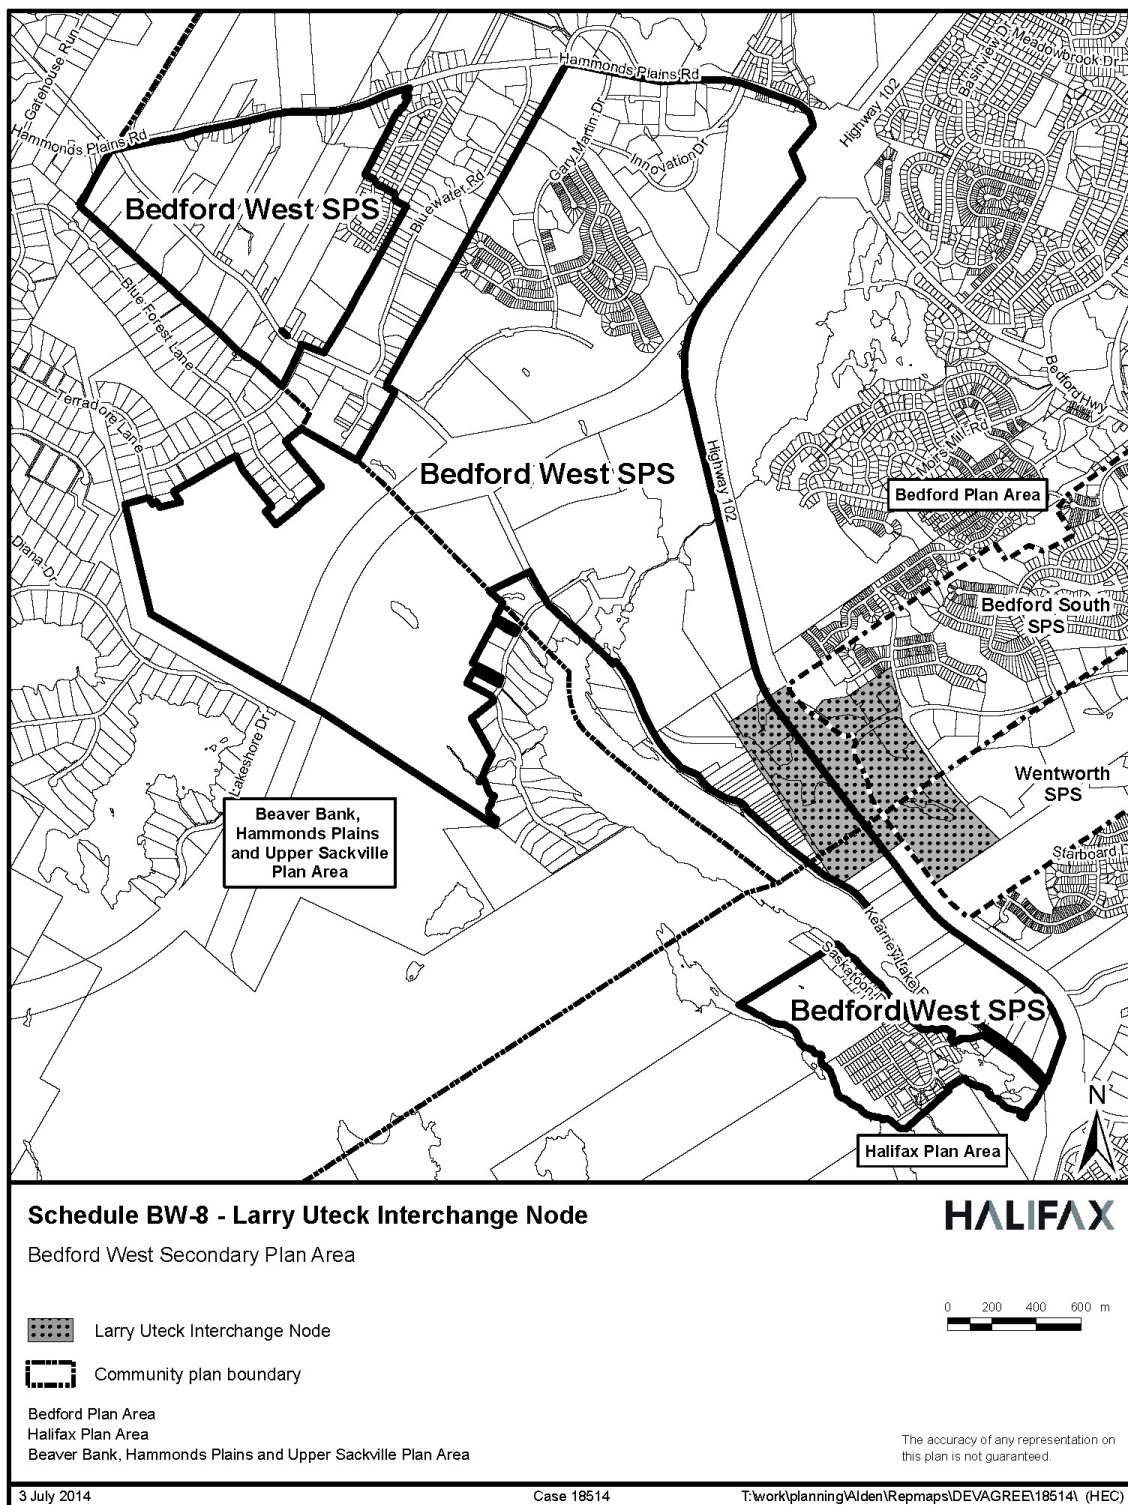 Gatehouse Run
Hammonds Plains Rd
Hammonds Plains Rd
Highway 102
Basinview Dr
Meadowbrook Dr
Gary Martin Dr
Innovation Dr
Bluewater Rd
Bedford West SPS
Blue Forest Lane
Terradore Lane
Bedford Hwy
Moirs Mill Rd
Highway 102
Bedford West SPS
Bedford Plan Area
Diana Dr
Bedford South
SPS
Lakeshore Dr
Wentworth
SPS
Beaver Bank,
Hammonds Plains
and Upper Sackville
Plan Area
Starboard D
Kearney Lake
Saskatoon
Bedford West SPS
N
Halifax Plan Area
Schedule BW-8 - Larry Uteck Interchange Node
HALIFAX
Bedford West Secondary Plan Area
0 200 400 600 m
Larry Uteck Interchange Node
Community plan boundary
Bedford Plan Area
Halifax Plan Area
Beaver Bank, Hammonds Plains and Upper Sackville Plan Area
The accuracy of any representation on
this plan is not guaranteed.
3 July 2014
Case 18514
T:\work\planning\Alden\Repmaps\DEVAGREE\18514\ (HEC)